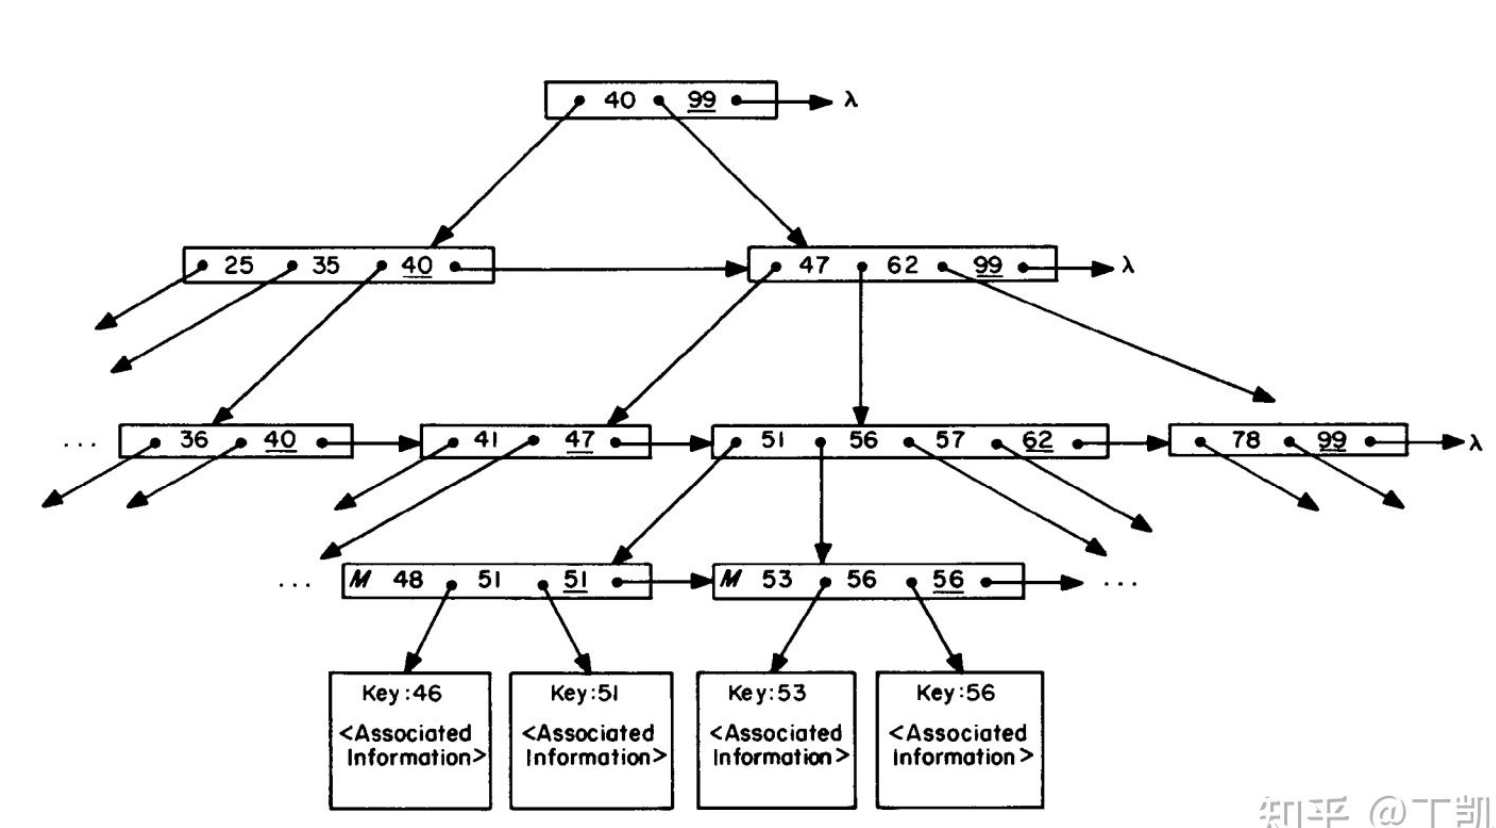 40 99 λ
25 35 40 47 62 99 λ
... 36 40 41 47 51 56 57 62 78 99 λ
... M 48 51 51 M 53 56 56 ...
Key:46 Key:51 Key:53 Key:56
<Associated <Associated <Associated <Associated
Information> Information> Information> Information>
知乎 @丁凯